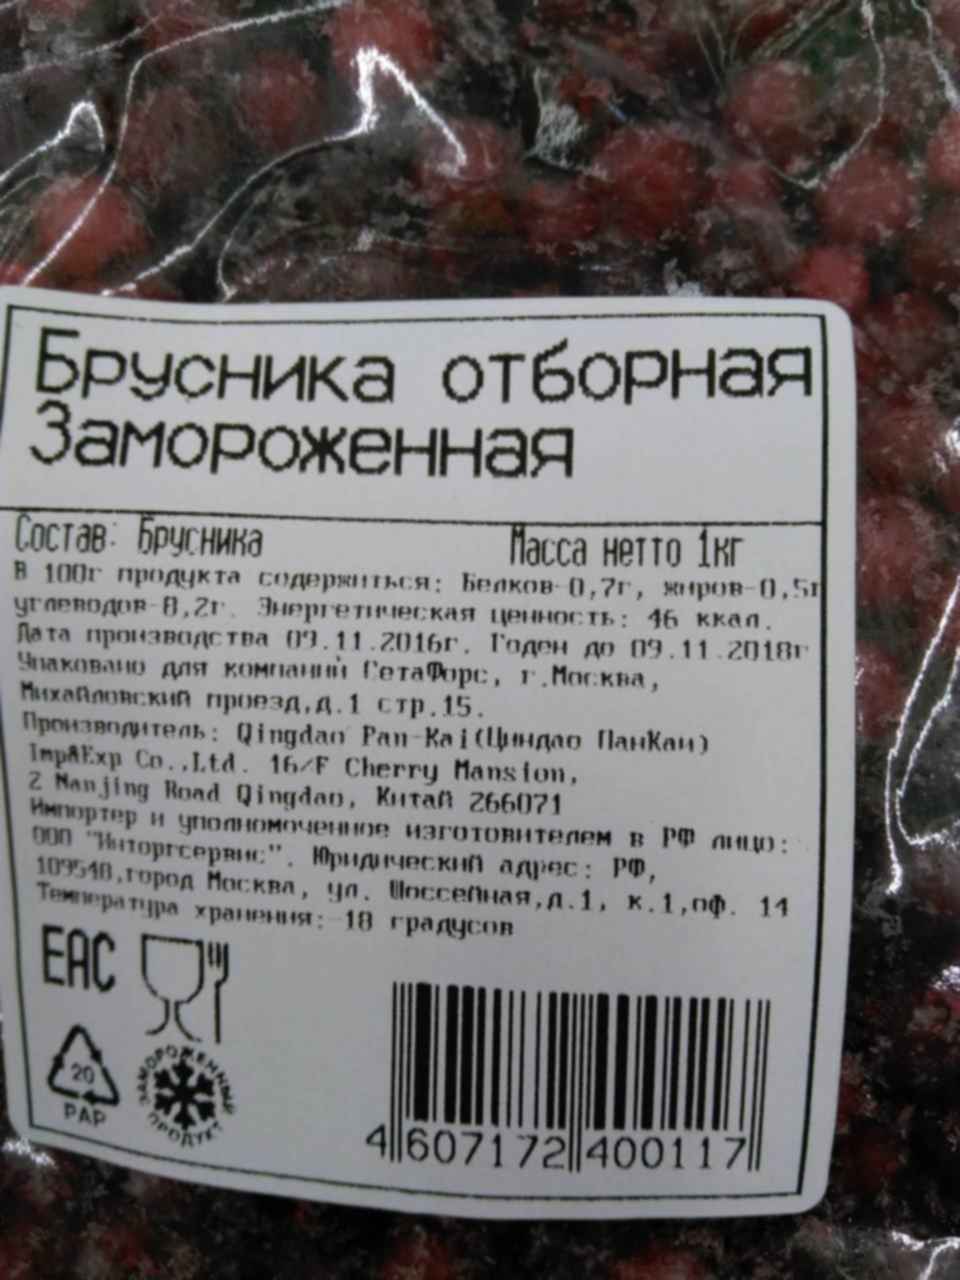 Брусника отборная
Замороженная
Состав: Брусника Масса нетто 1кг
В 100г продукта содержиться: Белков-0,7г, жиров-0,5г
углеводов-8,2г. Энергетическая ценность: 46 ккал.
Дата производства 09.11.2016г. Годен до 09.11.2018г
Упаковано для компаний ГетаФорс, г.Москва,
Михайловский проезд,д.1 стр.15.
Производитель: Qingdao Pan-Kai(Циндао ПанКаи)
Imp&Exp Co.,Ltd. 16/F Cherry Mansion,
2 Nanjing Road Qingdao, Китай 266071
Импортер и уполномоченное изготовителем в РФ лицо:
ООО "Инторгсервис". Юридический адрес: РФ,
109548,город Москва, ул. Шоссейная,д.1, к.1,оф. 14
Температура хранения:-18 градусов
EAC
20
PAP
ЗАМОРОЖЕННЫЙ ПРОДУКТ
4 607172 400117